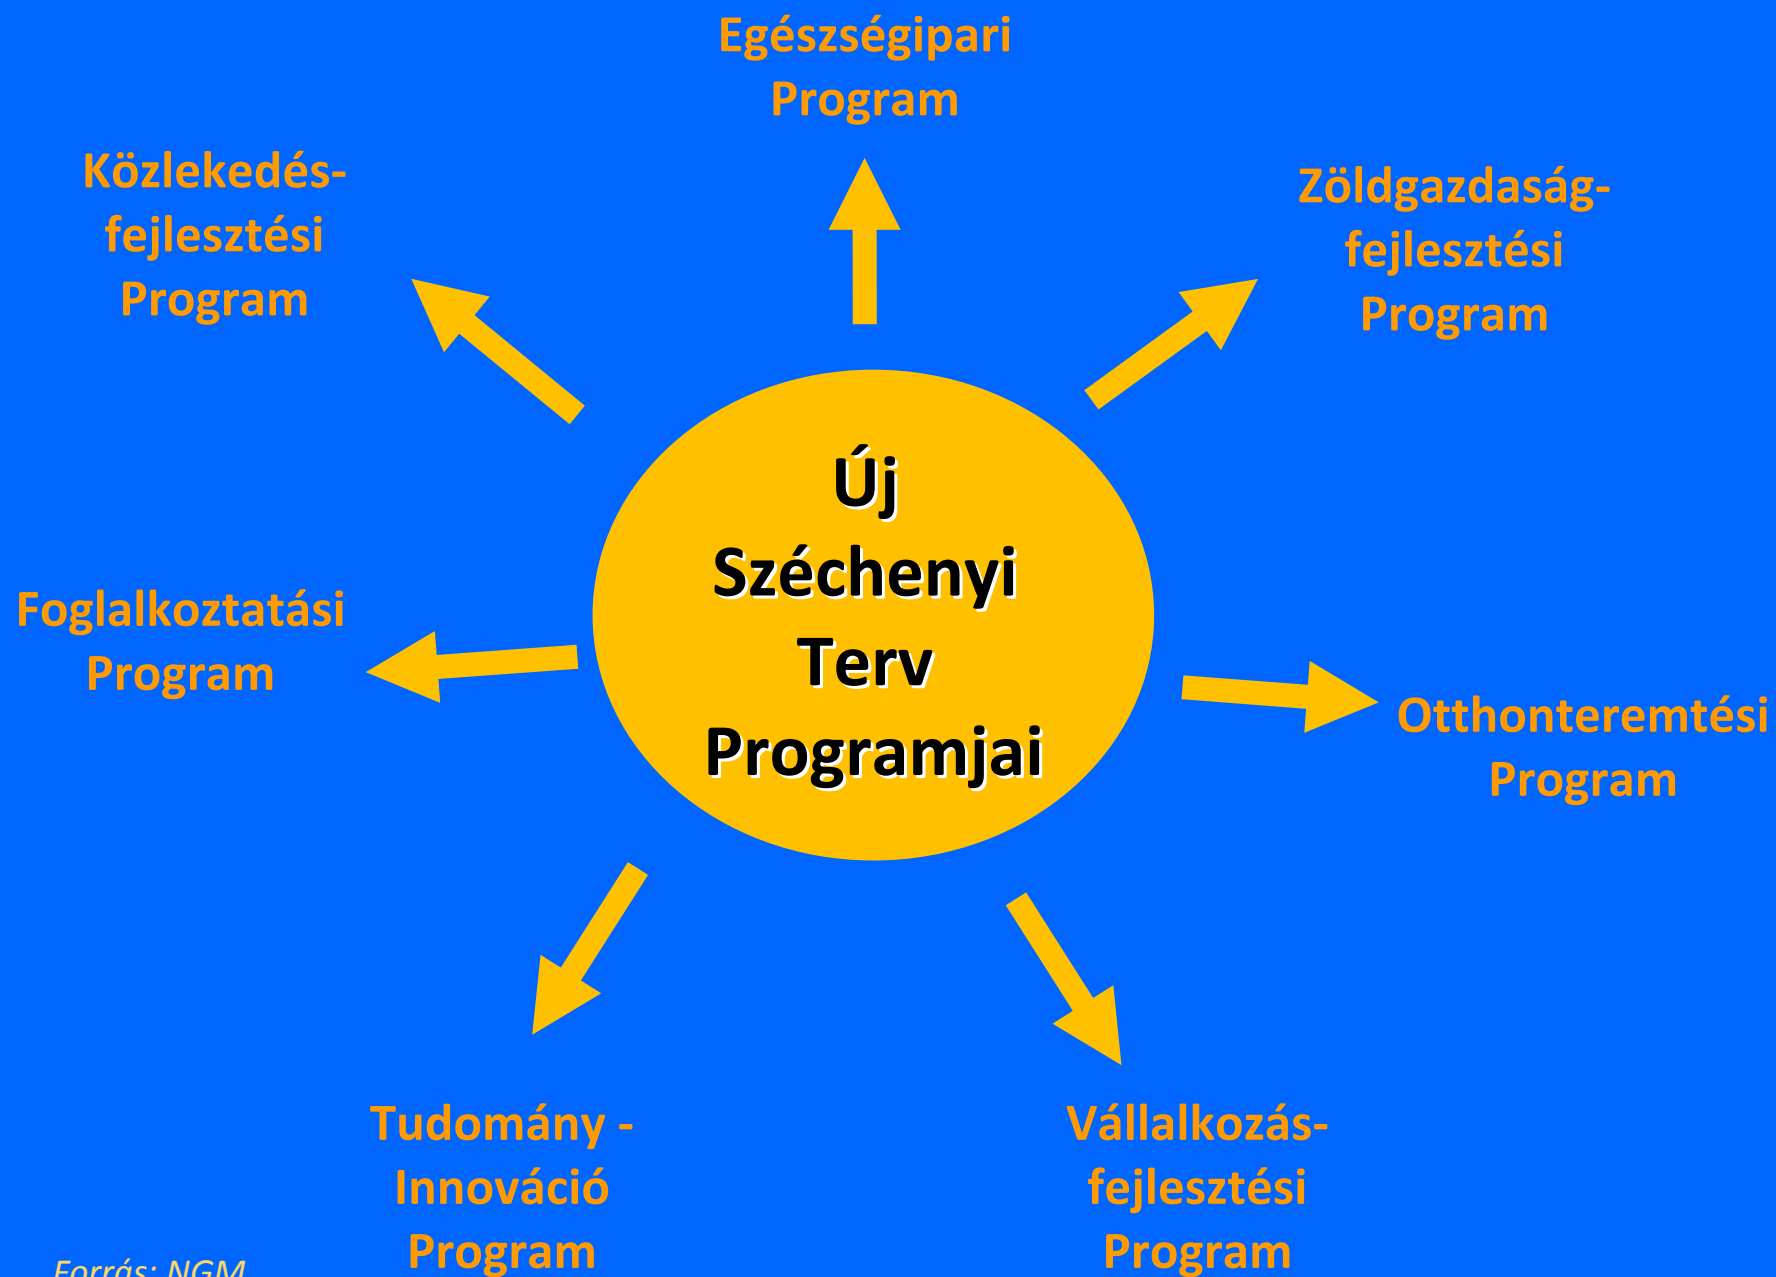 Egészségipari
Program
Közlekedés-
fejlesztési
Program
Zöldgazdaság-
fejlesztési
Program
Új
Széchenyi
Terv
Programjai
Foglalkoztatási
Program
Otthonteremtési
Program
Tudomány -
Innováció
Program
Vállalkozás-
fejlesztési
Program
Forrás: NGM